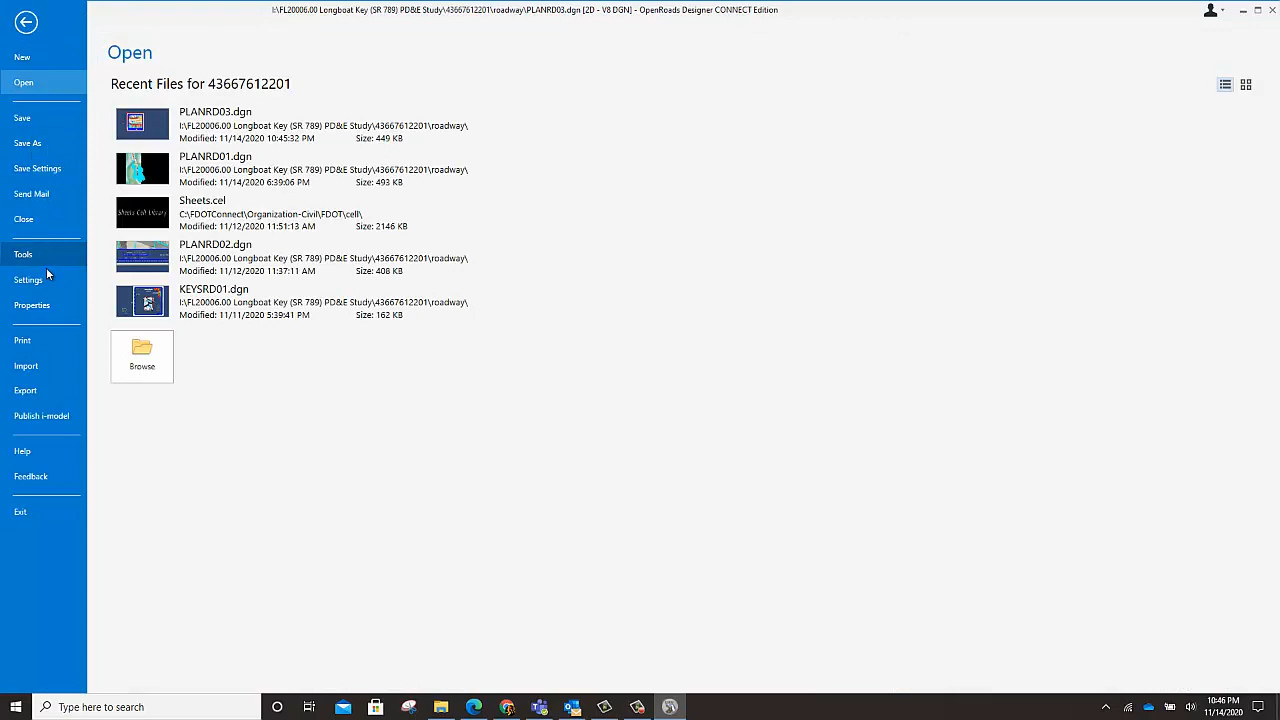 I:\FL20006.00 Longboat Key (SR 789) PD&E Study\43667612201\roadway\PLANRD03.dgn [2D - V8 DGN] - OpenRoads Designer CONNECT Edition
New
Open
Save
Save As
Save Settings
Send Mail
Close
Tools
Settings
Properties
Print
Import
Export
Publish i-model
Help
Feedback
Exit
Open
Recent Files for 43667612201
PLANRD03.dgn
I:\FL20006.00 Longboat Key (SR 789) PD&E Study\43667612201\roadway\
Modified: 11/14/2020 10:45:32 PM Size: 449 KB
PLANRD01.dgn
I:\FL20006.00 Longboat Key (SR 789) PD&E Study\43667612201\roadway\
Modified: 11/14/2020 6:39:06 PM Size: 493 KB
Sheets Cell Library
Sheets.cel
C:\FDOTConnect\Organization-Civil\FDOT\cell\
Modified: 11/12/2020 11:51:13 AM Size: 2146 KB
PLANRD02.dgn
I:\FL20006.00 Longboat Key (SR 789) PD&E Study\43667612201\roadway\
Modified: 11/12/2020 11:37:11 AM Size: 408 KB
KEYSRD01.dgn
I:\FL20006.00 Longboat Key (SR 789) PD&E Study\43667612201\roadway\
Modified: 11/11/2020 5:39:41 PM Size: 162 KB
Browse
Type here to search
10:46 PM
11/14/2020